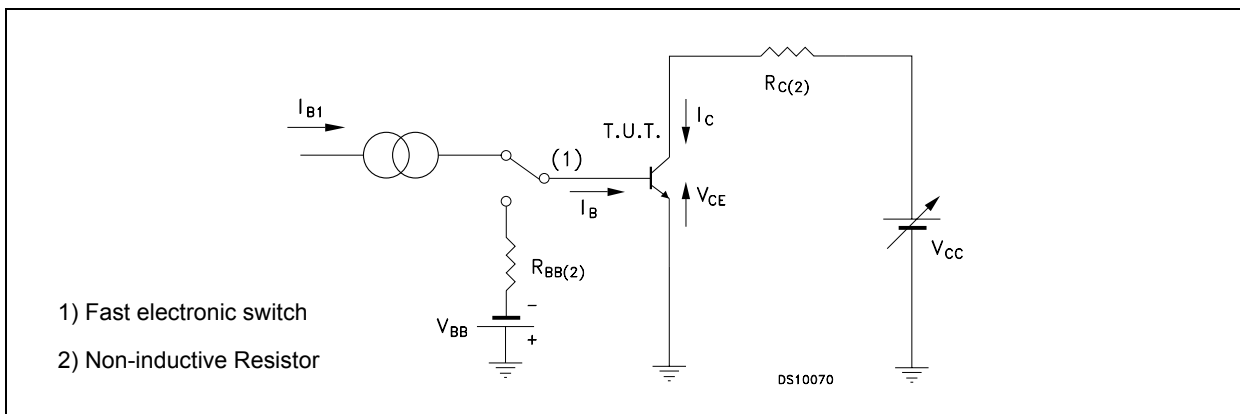 I_B1
R_C(2)
T.U.T.
I_C
(1)
I_B
V_CE
R_BB(2)
V_CC
-
V_BB
+
1) Fast electronic switch
2) Non-inductive Resistor
DS10070